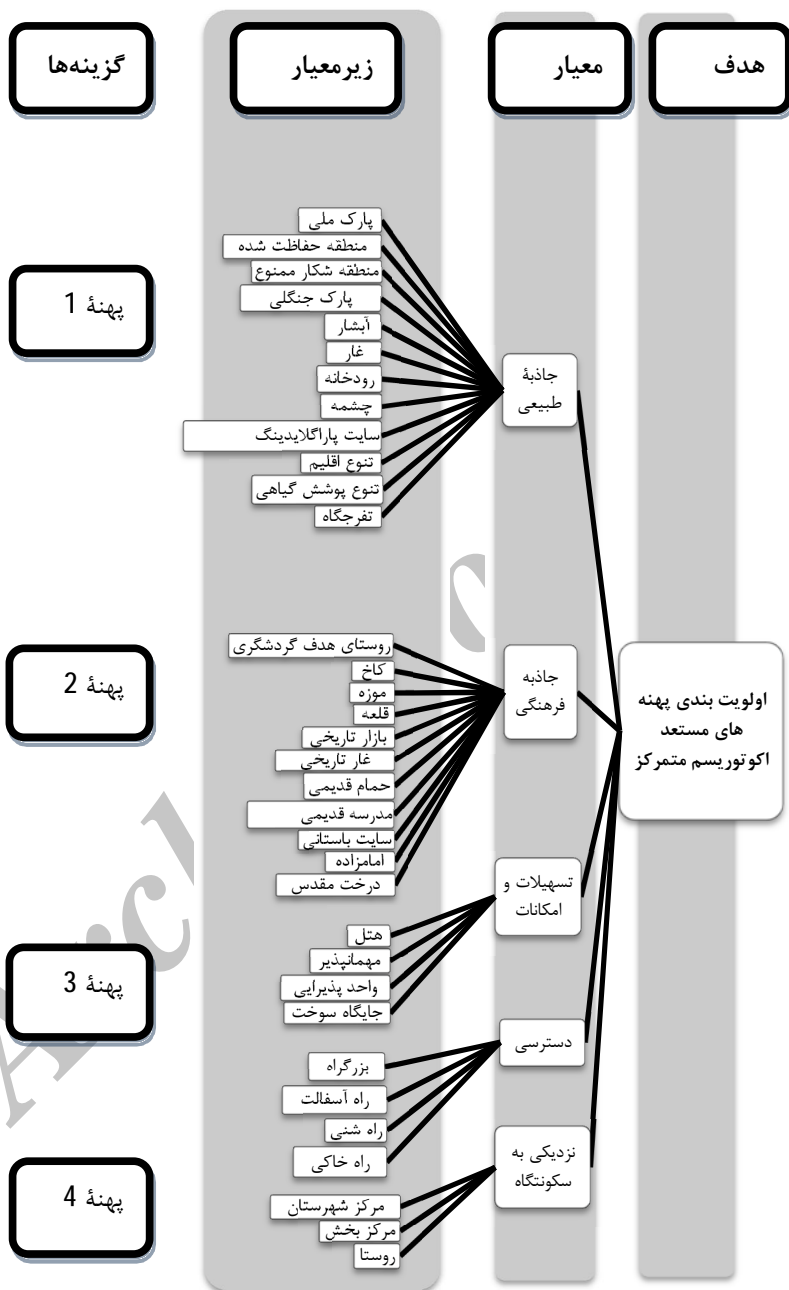 هدف
معیار
زیرمعیار
گزینه‌ها
اولویت بندی پهنه
های مستعد
اکوتوریسم متمرکز
جاذبهٔ
طبیعی
پارک ملی
منطقه حفاظت شده
منطقه شکار ممنوع
پارک جنگلی
آبشار
غار
رودخانه
چشمه
سایت پاراگلایدینگ
تنوع اقلیم
تنوع پوشش گیاهی
تفرجگاه
جاذبه
فرهنگی
روستای هدف گردشگری
کاخ
موزه
قلعه
بازار تاریخی
غار تاریخی
حمام قدیمی
مدرسه قدیمی
سایت باستانی
امامزاده
درخت مقدس
تسهیلات و
امکانات
هتل
مهمانپذیر
واحد پذیرایی
جایگاه سوخت
دسترسی
بزرگراه
راه آسفالت
راه شنی
راه خاکی
نزدیکی به
سکونتگاه
مرکز شهرستان
مرکز بخش
روستا
پهنهٔ 1
پهنهٔ 2
پهنهٔ 3
پهنهٔ 4